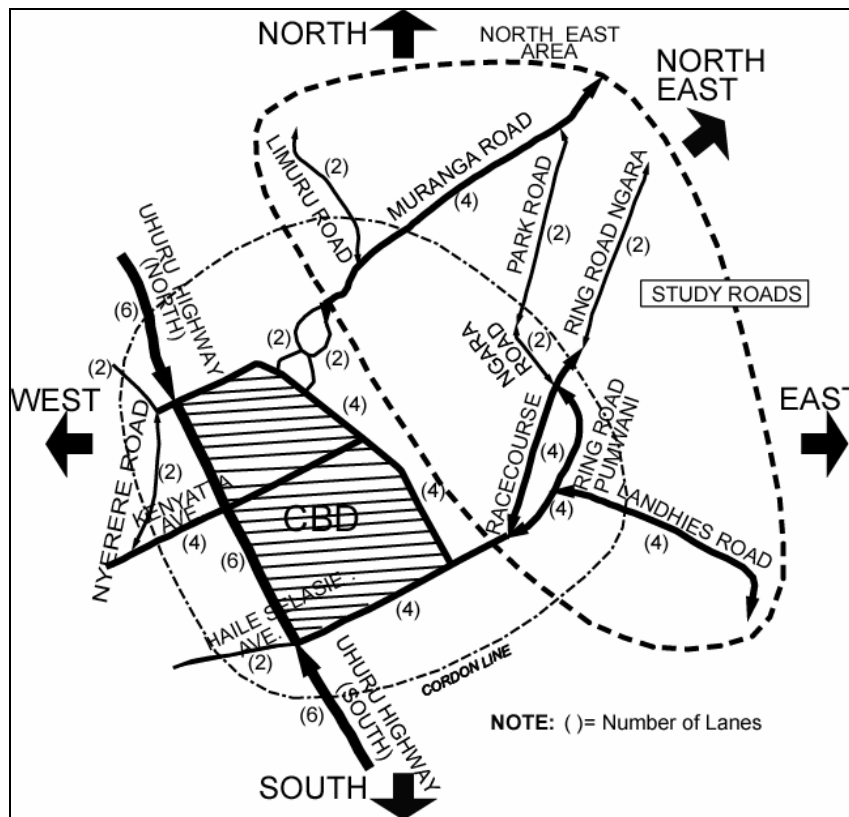 NORTH
NORTH EAST
AREA
NORTH
EAST
LIMURU ROAD
(2)
MURANGA ROAD
(4)
PARK ROAD
(2)
RING ROAD NGARA
(2)
STUDY ROADS
UHURU HIGHWAY
(NORTH)
(6)
(2)
(2)
NGARA
ROAD
(2)
(2)
WEST
EAST
NYERERE ROAD
(2)
(4)
KENYATTA
AVE.
(4)
(6)
CBD
(4)
RACECOURSE
(4)
RING ROAD
PUMWANI
(4)
LANDHIES ROAD
(4)
HAILE SELASIE .
AVE.
(2)
(4)
CORDON LINE
UHURU HIGHWAY
(SOUTH)
(6)
NOTE: ( )= Number of Lanes
SOUTH